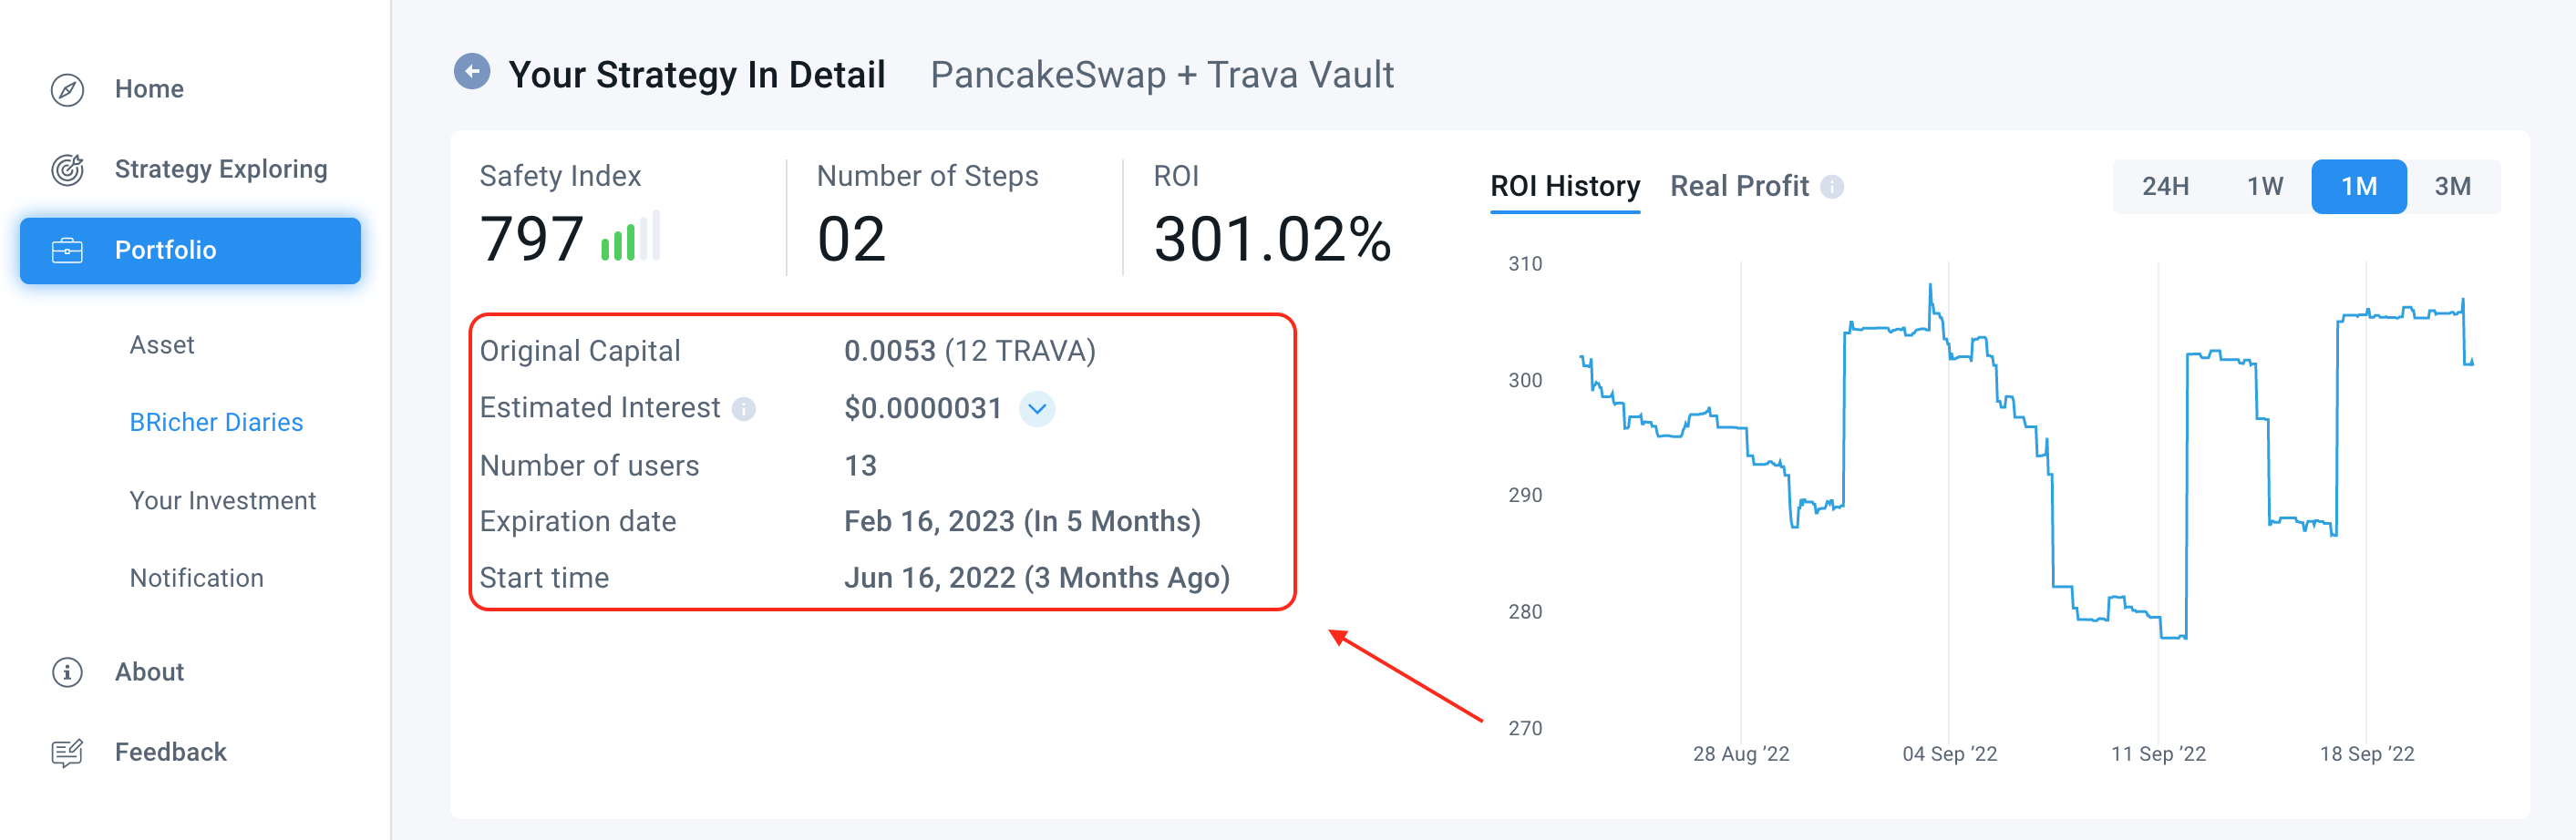 Home
Strategy Exploring
Portfolio
Asset
BRicher Diaries
Your Investment
Notification
About
Feedback
Your Strategy In Detail PancakeSwap + Trava Vault
Safety Index
797
Number of Steps
02
ROI
301.02%
Original Capital 0.0053 (12 TRAVA)
Estimated Interest $0.0000031
Number of users 13
Expiration date Feb 16, 2023 (In 5 Months)
Start time Jun 16, 2022 (3 Months Ago)
ROI History Real Profit
24H 1W 1M 3M
310
300
290
280
270
28 Aug ’22 04 Sep ’22 11 Sep ’22 18 Sep ’22